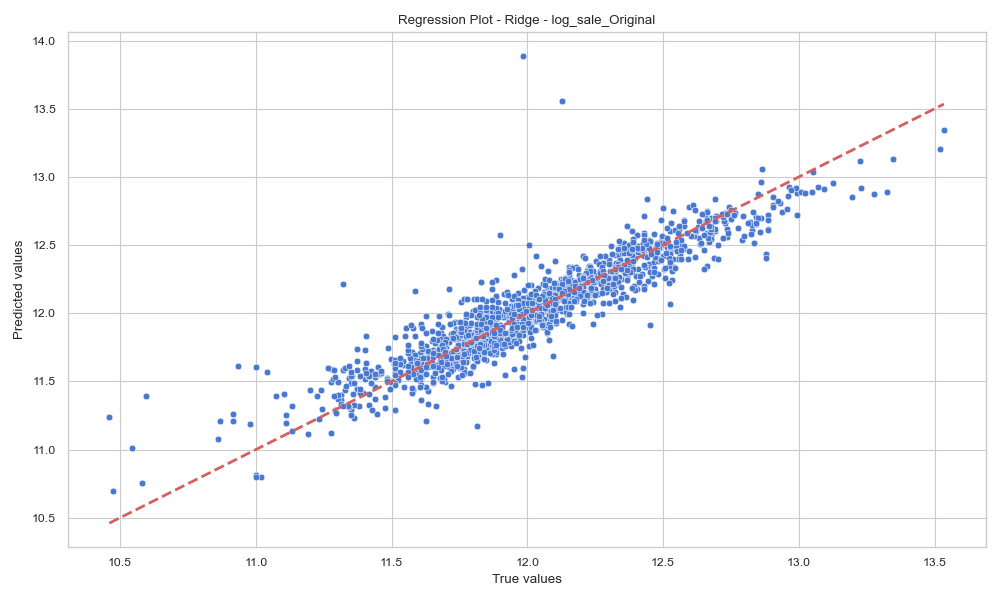 Regression Plot - Ridge - log_sale_Original
14.0
13.5
13.0
12.5
12.0
11.5
11.0
10.5
Predicted values
10.5 11.0 11.5 12.0 12.5 13.0 13.5
True values